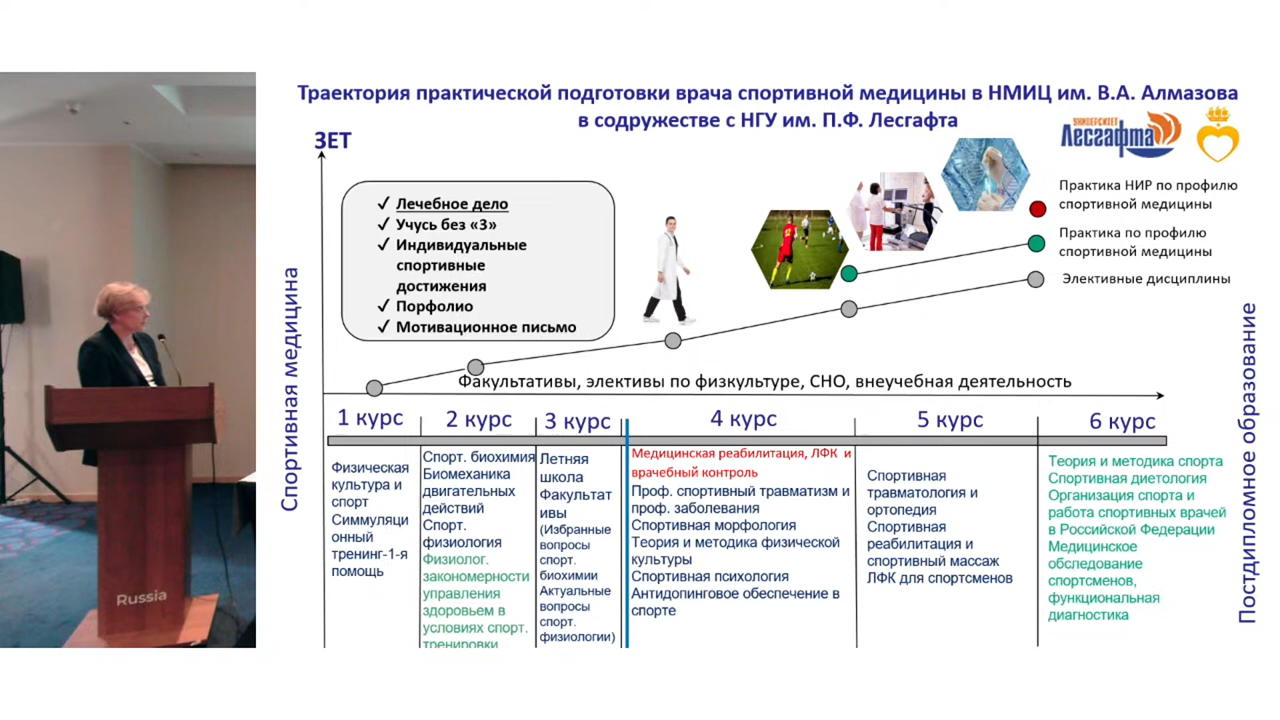 Траектория практической подготовки врача спортивной медицины в НМИЦ им. В.А. Алмазова
в содружестве с НГУ им. П.Ф. Лесгафта
УНИВЕРСИТЕТ
Лесгафта
ЗЕТ
✓ Лечебное дело
✓ Учусь без «3»
✓ Индивидуальные
спортивные
достижения
✓ Порфолио
✓ Мотивационное письмо
Практика НИР по профилю
спортивной медицины
Практика по профилю
спортивной медицины
Элективные дисциплины
Спортивная медицина
Постдипломное образование
Факультативы, элективы по физкультуре, СНО, внеучебная деятельность
1 курс
2 курс
3 курс
4 курс
5 курс
6 курс
Физическая
культура и
спорт
Симмуляци
онный
тренинг-1-я
помощь
Спорт. биохимия
Биомеханика
двигательных
действий
Спорт.
физиология
Физиолог.
закономерности
управления
здоровьем в
условиях спорт.
тренировки
Летняя
школа
Факультат
ивы
(Избранные
вопросы
спорт.
биохимии
Актуальные
вопросы
спорт.
физиологии)
Медицинская реабилитация, ЛФК и
врачебный контроль
Проф. спортивный травматизм и
проф. заболевания
Спортивная морфология
Теория и методика физической
культуры
Спортивная психология
Антидопинговое обеспечение в
спорте
Спортивная
травматология и
ортопедия
Спортивная
реабилитация и
спортивный массаж
ЛФК для спортсменов
Теория и методика спорта
Спортивная диетология
Организация спорта и
работа спортивных врачей
в Российской Федерации
Медицинское
обследование
спортсменов,
функциональная
диагностика
Russia